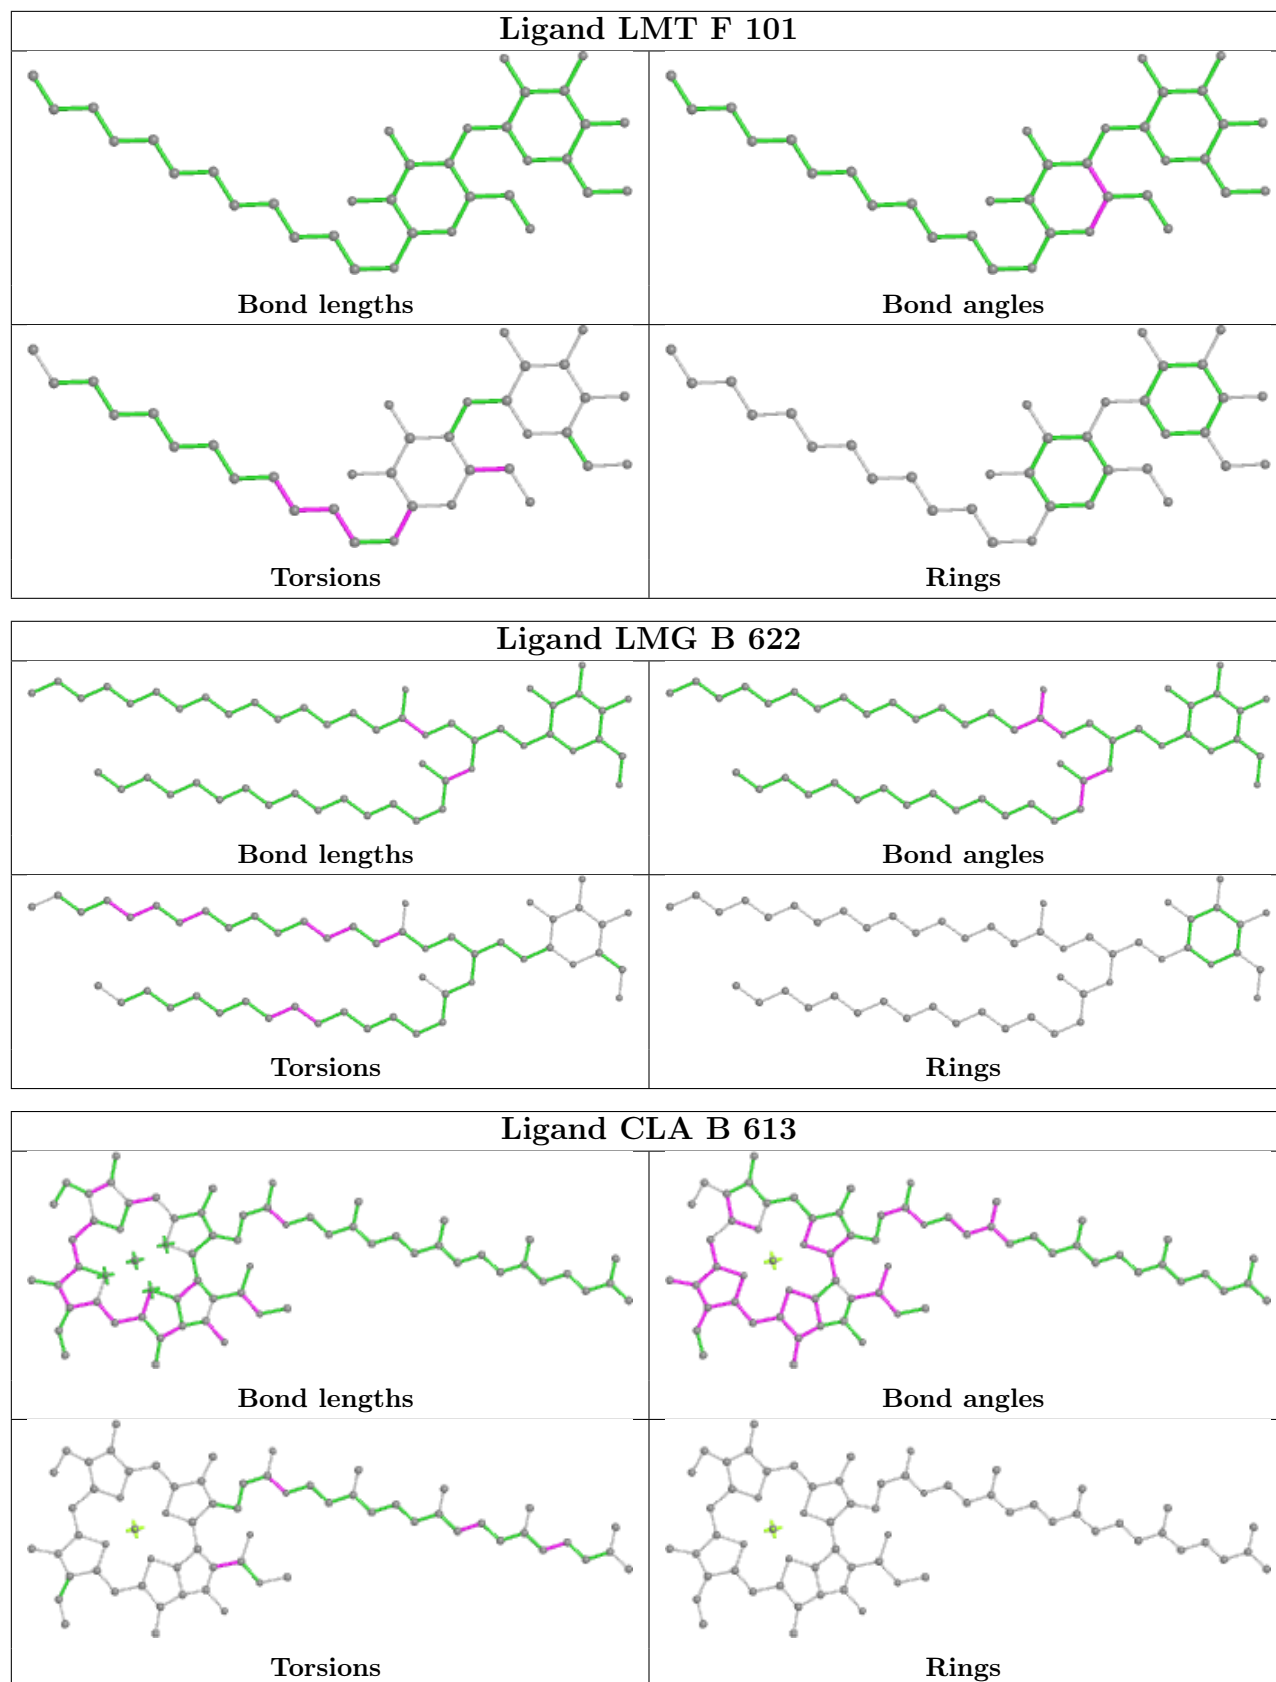 Ligand LMT F 101
Bond lengths
Bond angles
Torsions
Rings
Ligand LMG B 622
Bond lengths
Bond angles
Torsions
Rings
Ligand CLA B 613
Bond lengths
Bond angles
Torsions
Rings